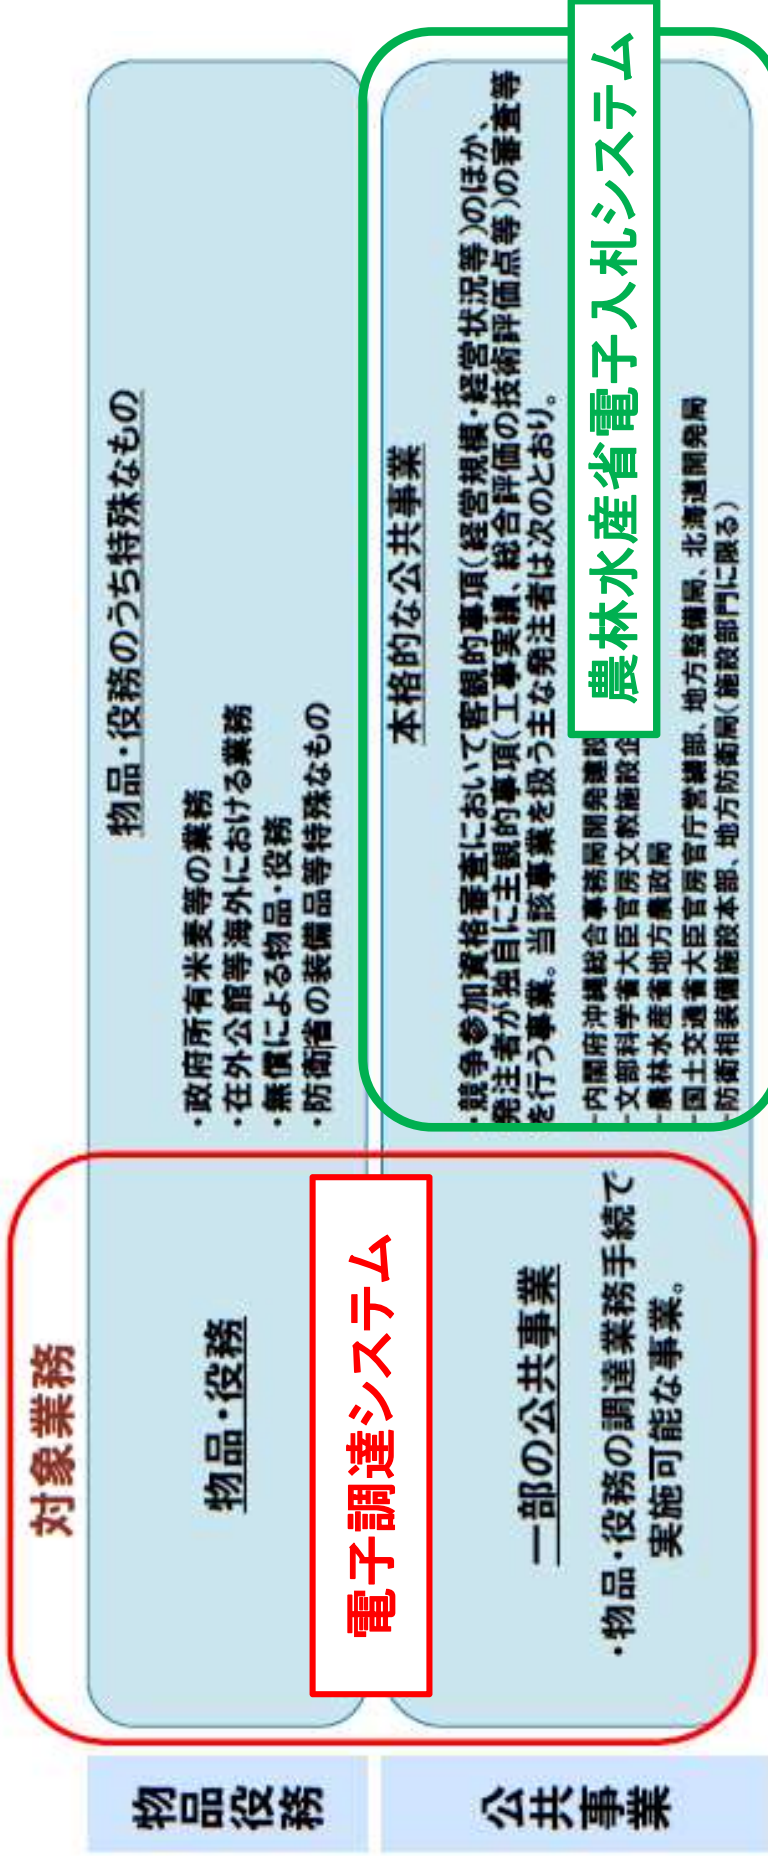 対象業務
物品役務
物品・役務
物品・役務のうち特殊なもの
・政府所有米麦等の業務
・在外公館等海外における業務
・無償による物品・役務
・防衛省の装備品等特殊なもの
電子調達システム
公共事業
一部の公共事業
・物品・役務の調達業務手続で
実施可能な事業。
本格的な公共事業
・競争参加資格審査において客観的事項(経営規模・経営状況等)のほか、
発注者が独自に主観的事項(工事実績、総合評価の技術評価点等)の審査等
を行う事業。当該事業を扱う主な発注者は次のとおり。
-内閣府沖縄総合事務局開発建設
-文部科学省大臣官房文教施設企
-農林水産省地方農政局
-国土交通省大臣官房官庁営繕部、地方整備局、北海道開発局
-防衛相装備施設本部、地方防衛局(施設部門に限る)
農林水産省電子入札システム